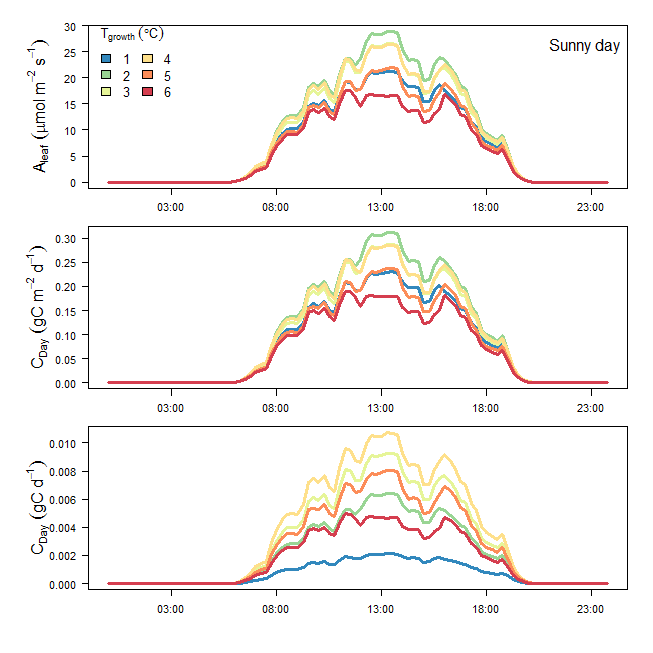 T_growth (°C)
Sunny day
1 4
2 5
3 6
A_leaf (μmol m⁻² s⁻¹)
30
25
20
15
10
5
0
03:00 08:00 13:00 18:00 23:00
C_Day (gC m⁻² d⁻¹)
0.30
0.25
0.20
0.15
0.10
0.05
0.00
03:00 08:00 13:00 18:00 23:00
C_Day (gC d⁻¹)
0.010
0.008
0.006
0.004
0.002
0.000
03:00 08:00 13:00 18:00 23:00